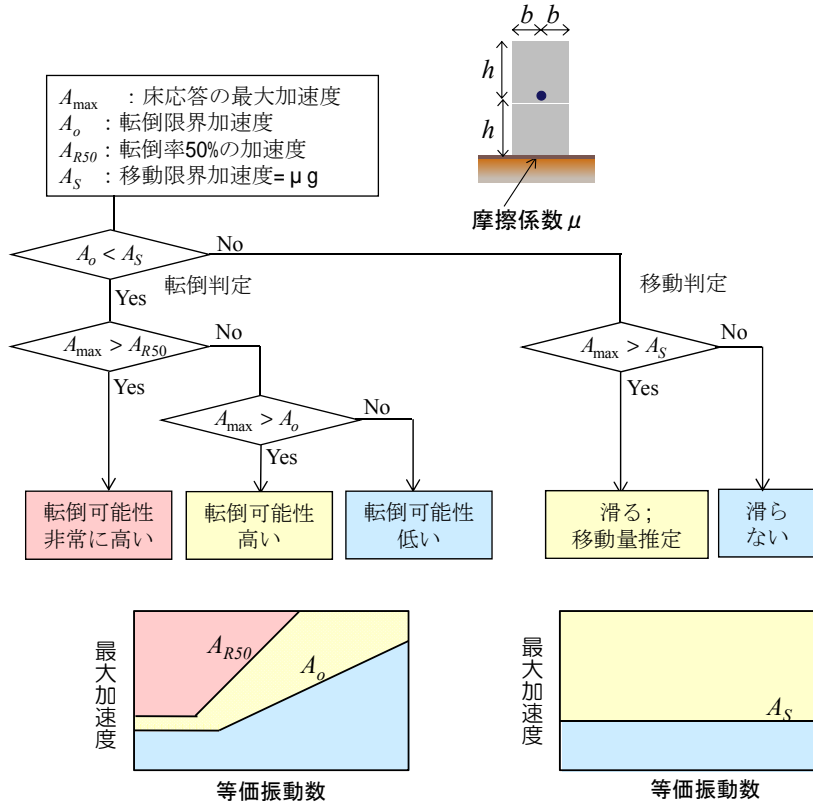 b b
h
h
A_max ：床応答の最大加速度
A_o ：転倒限界加速度
A_R50 ：転倒率50%の加速度
A_S ：移動限界加速度=μg
摩擦係数μ
A_o < A_S
No
転倒判定
移動判定
Yes
A_max > A_R50
No
Yes
A_max > A_S
No
Yes
A_max > A_o
No
Yes
転倒可能性
非常に高い
転倒可能性
高い
転倒可能性
低い
滑る;
移動量推定
滑ら
ない
最大加速度
A_R50
A_o
等価振動数
最大加速度
A_S
等価振動数